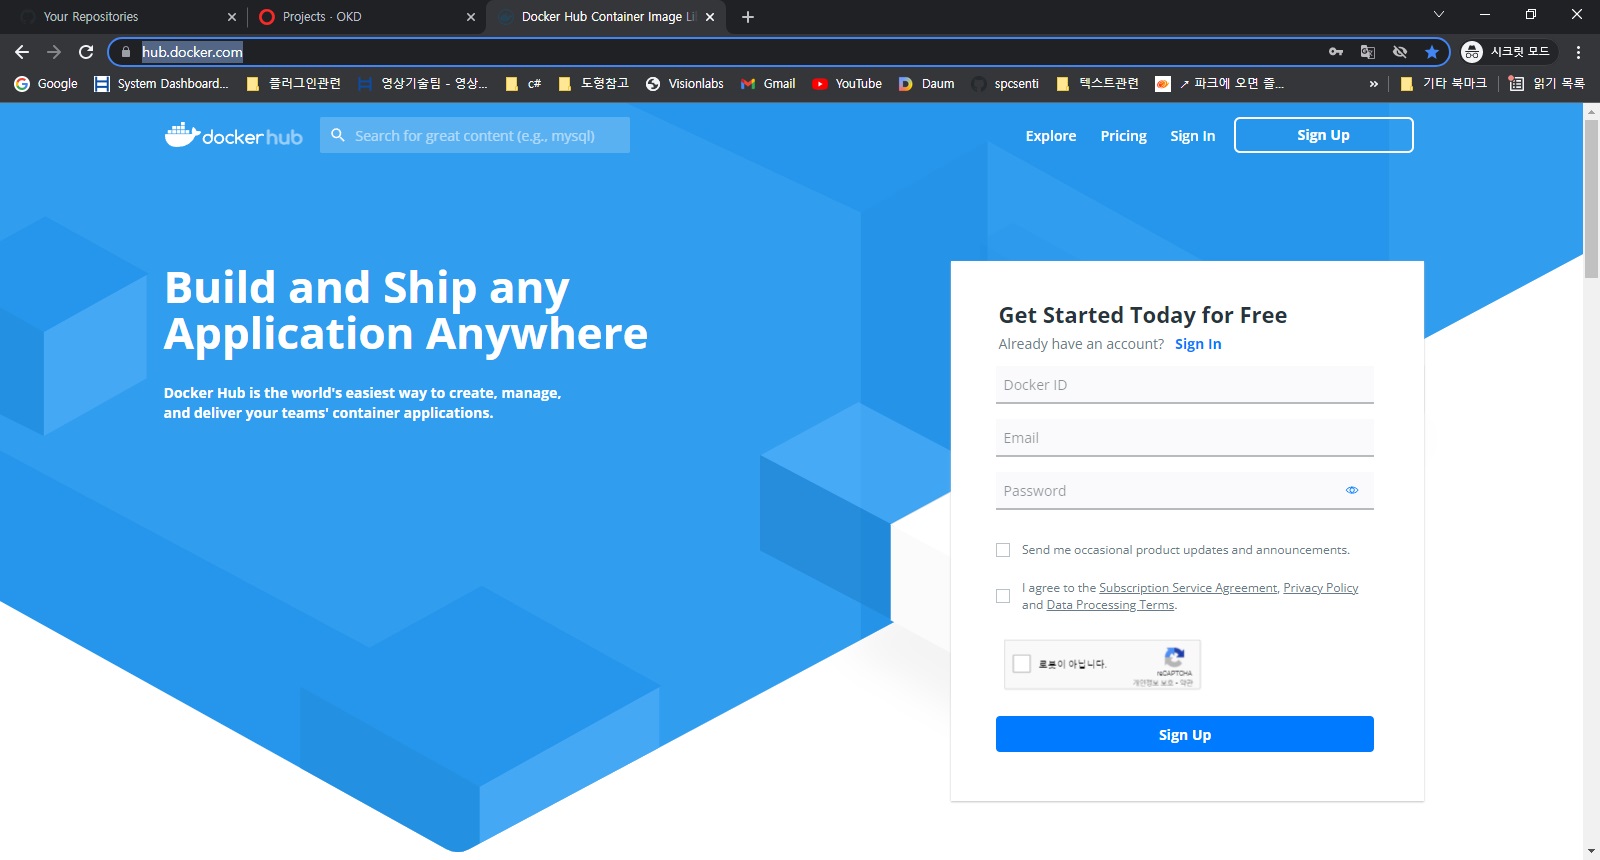 Your Repositories
Projects · OKD
Docker Hub Container Image Li
hub.docker.com
시크릿 모드
Google
System Dashboard...
플러그인관련
영상기술팀 - 영상...
c#
도형참고
Visionlabs
Gmail
YouTube
Daum
spcsenti
텍스트관련
↗ 파크에 오면 즐...
»
기타 북마크
읽기 목록
docker hub
Search for great content (e.g., mysql)
Explore
Pricing
Sign In
Sign Up
Build and Ship any
Application Anywhere
Docker Hub is the world's easiest way to create, manage,
and deliver your teams' container applications.
Get Started Today for Free
Already have an account? Sign In
Docker ID
Email
Password
Send me occasional product updates and announcements.
I agree to the Subscription Service Agreement, Privacy Policy
and Data Processing Terms.
로봇이 아닙니다.
reCAPTCHA
개인정보 보호 - 약관
Sign Up